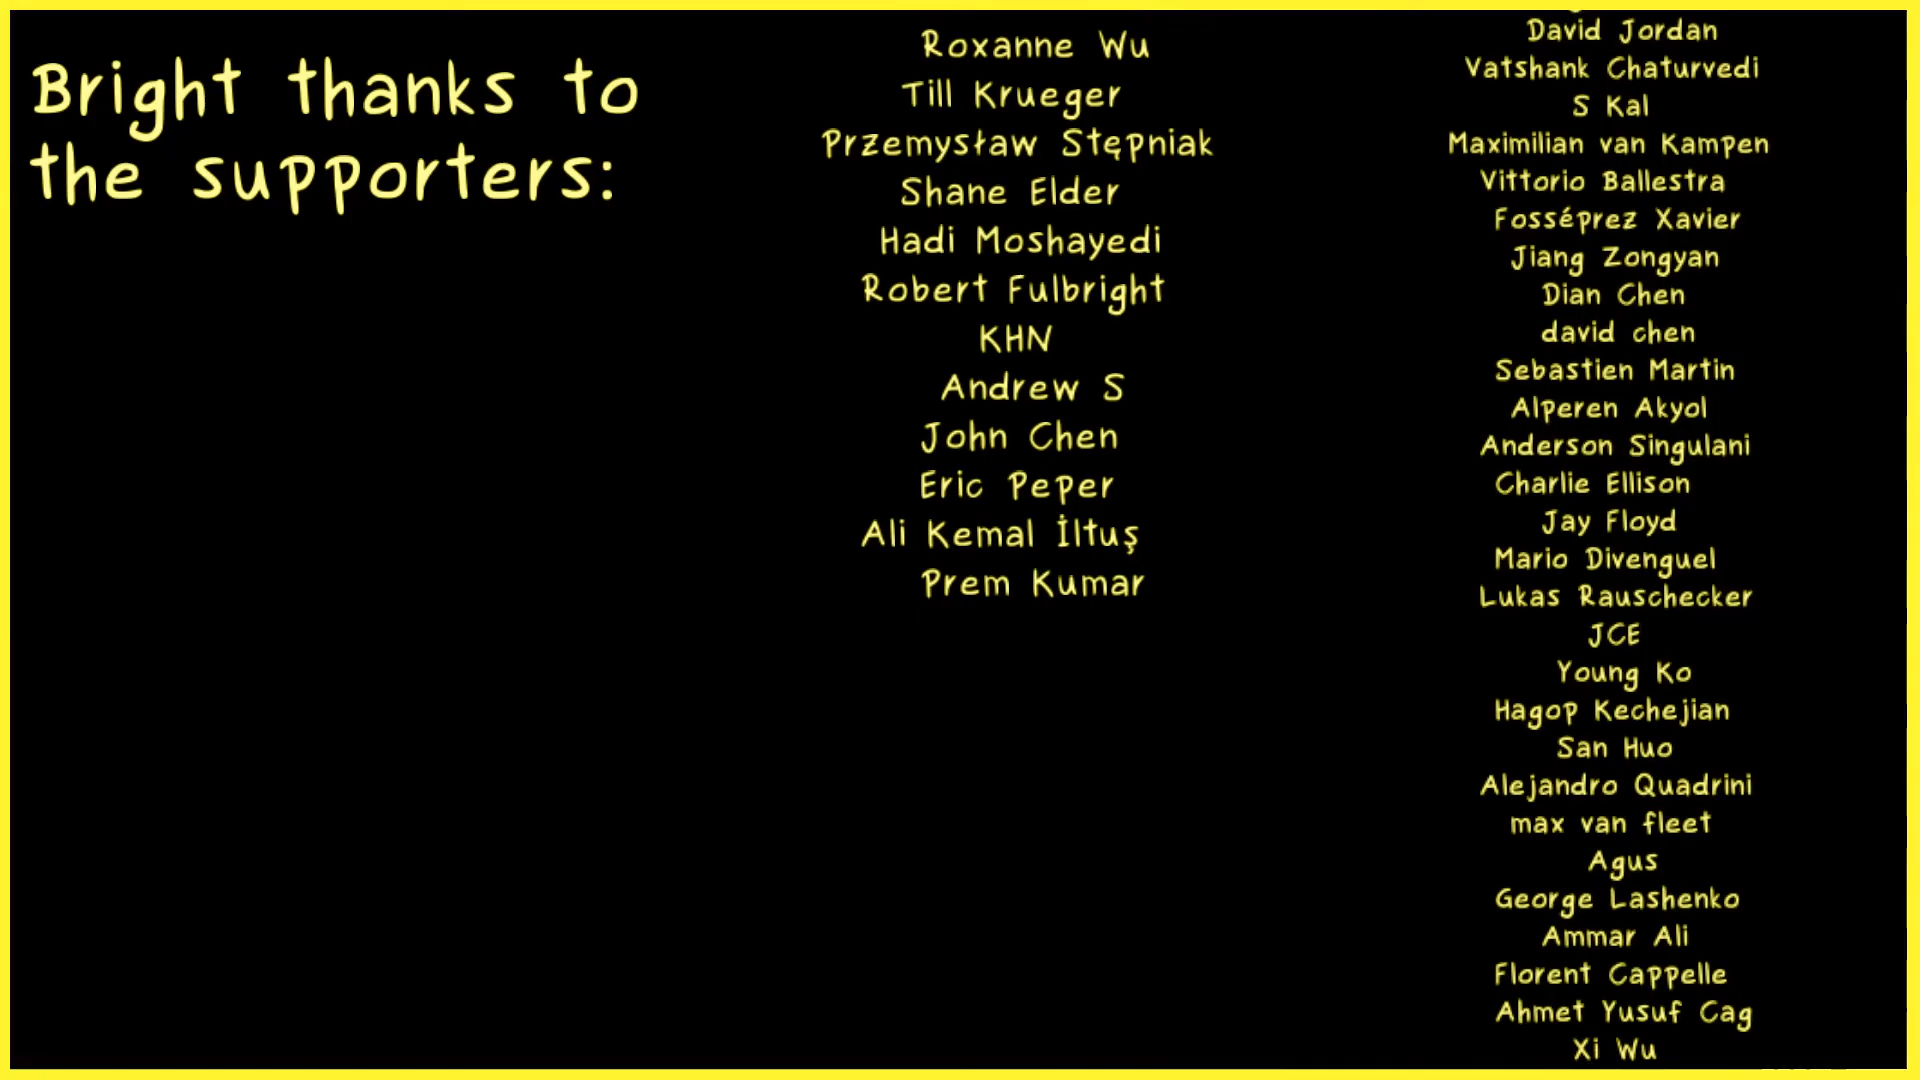 Bright thanks to
the supporters:
Roxanne Wu
Till Krueger
Przemysław Stępniak
Shane Elder
Hadi Moshayedi
Robert Fulbright
KHN
Andrew S
John Chen
Eric Peper
Ali Kemal İltuş
Prem Kumar
David Jordan
Vatshank Chaturvedi
S Kal
Maximilian van Kampen
Vittorio Ballestra
Fosséprez Xavier
Jiang Zongyan
Dian Chen
david chen
Sebastien Martin
Alperen Akyol
Anderson Singulani
Charlie Ellison
Jay Floyd
Mario Divenguel
Lukas Rauschecker
JCE
Young Ko
Hagop Kechejian
San Huo
Alejandro Quadrini
max van fleet
Agus
George Lashenko
Ammar Ali
Florent Cappelle
Ahmet Yusuf Cag
Xi Wu